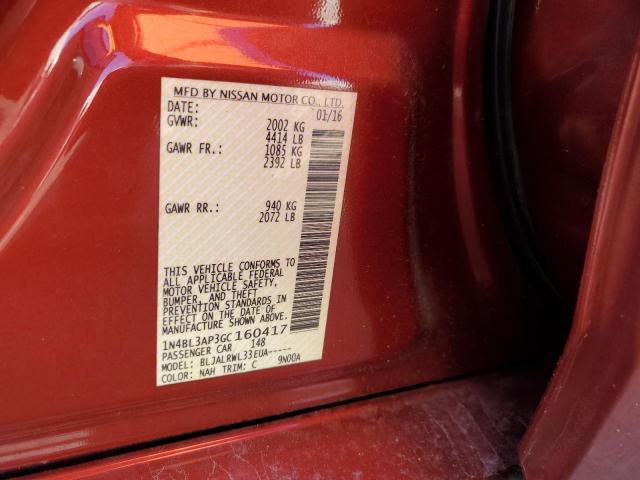 MFD BY NISSAN MOTOR CO., LTD.
DATE: 01/16
GVWR: 2002 KG
4414 LB
GAWR FR.: 1085 KG
2392 LB
GAWR RR.: 940 KG
2072 LB
THIS VEHICLE CONFORMS TO
ALL APPLICABLE FEDERAL
MOTOR VEHICLE SAFETY,
BUMPER, AND THEFT
PREVENTION STANDARDS IN
EFFECT ON THE DATE OF
MANUFACTURE SHOWN ABOVE.
1N4BL3AP3GC160417
PASSENGER CAR 148
MODEL: BLJALRWL33EUA-----
COLOR: NAH TRIM: C 9N00A